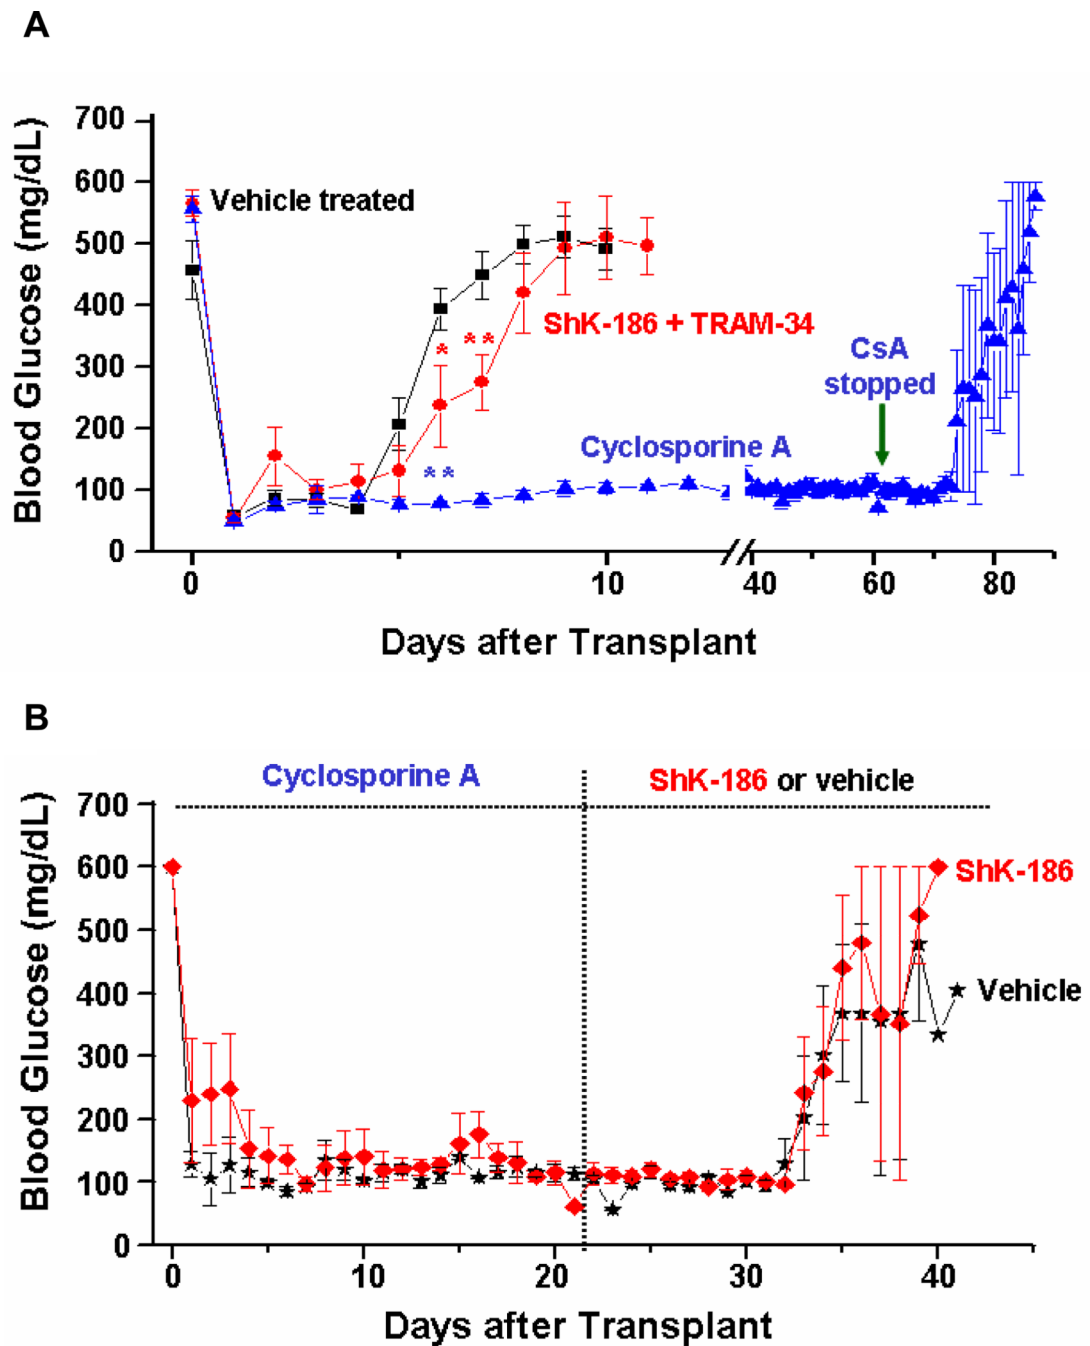 A
700
600
500
400
300
200
100
0
Blood Glucose (mg/dL)
Vehicle treated
* **
ShK-186 + TRAM-34
CsA
stopped
Cyclosporine A
**
0 10 40 60 80
Days after Transplant
B
Cyclosporine A
ShK-186 or vehicle
700
600
500
400
300
200
100
0
Blood Glucose (mg/dL)
ShK-186
Vehicle
0 10 20 30 40
Days after Transplant